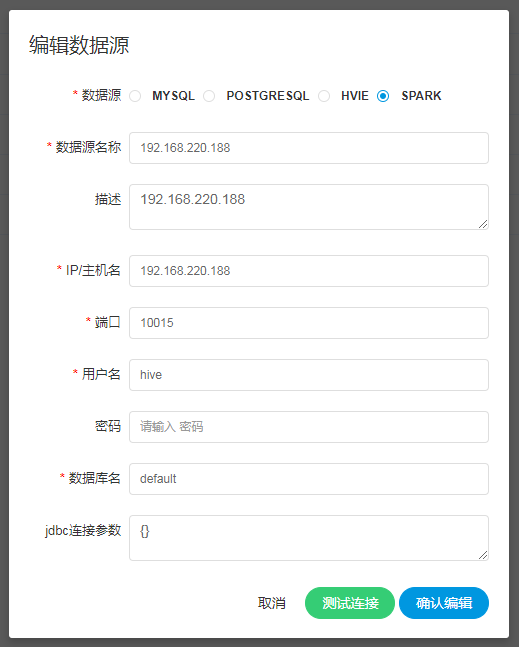 编辑数据源
* 数据源 MYSQL POSTGRESQL HVIE SPARK
* 数据源名称 192.168.220.188
描述 192.168.220.188
* IP/主机名 192.168.220.188
* 端口 10015
* 用户名 hive
密码 请输入 密码
* 数据库名 default
jdbc连接参数 {}
取消 测试连接 确认编辑